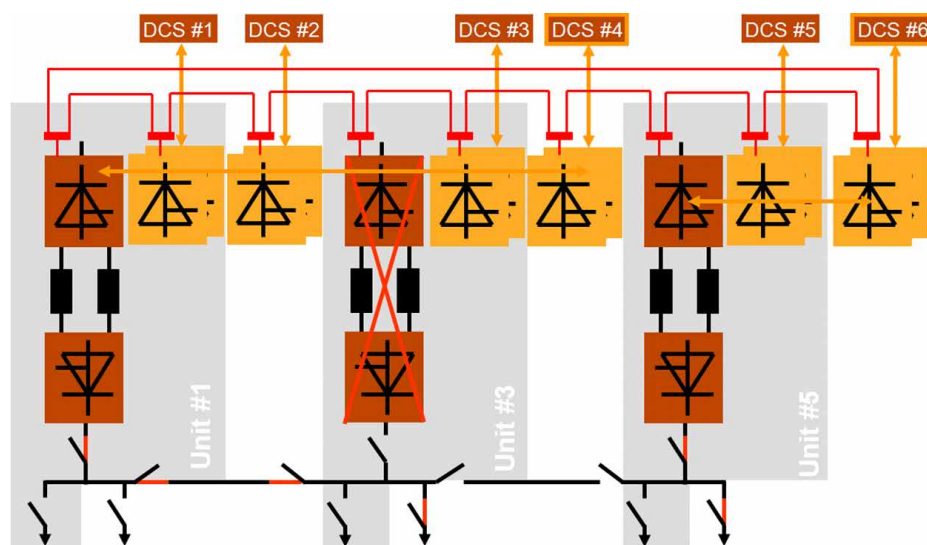 DCS #1
DCS #2
DCS #3
DCS #4
DCS #5
DCS #6
Unit #1
Unit #3
Unit #5